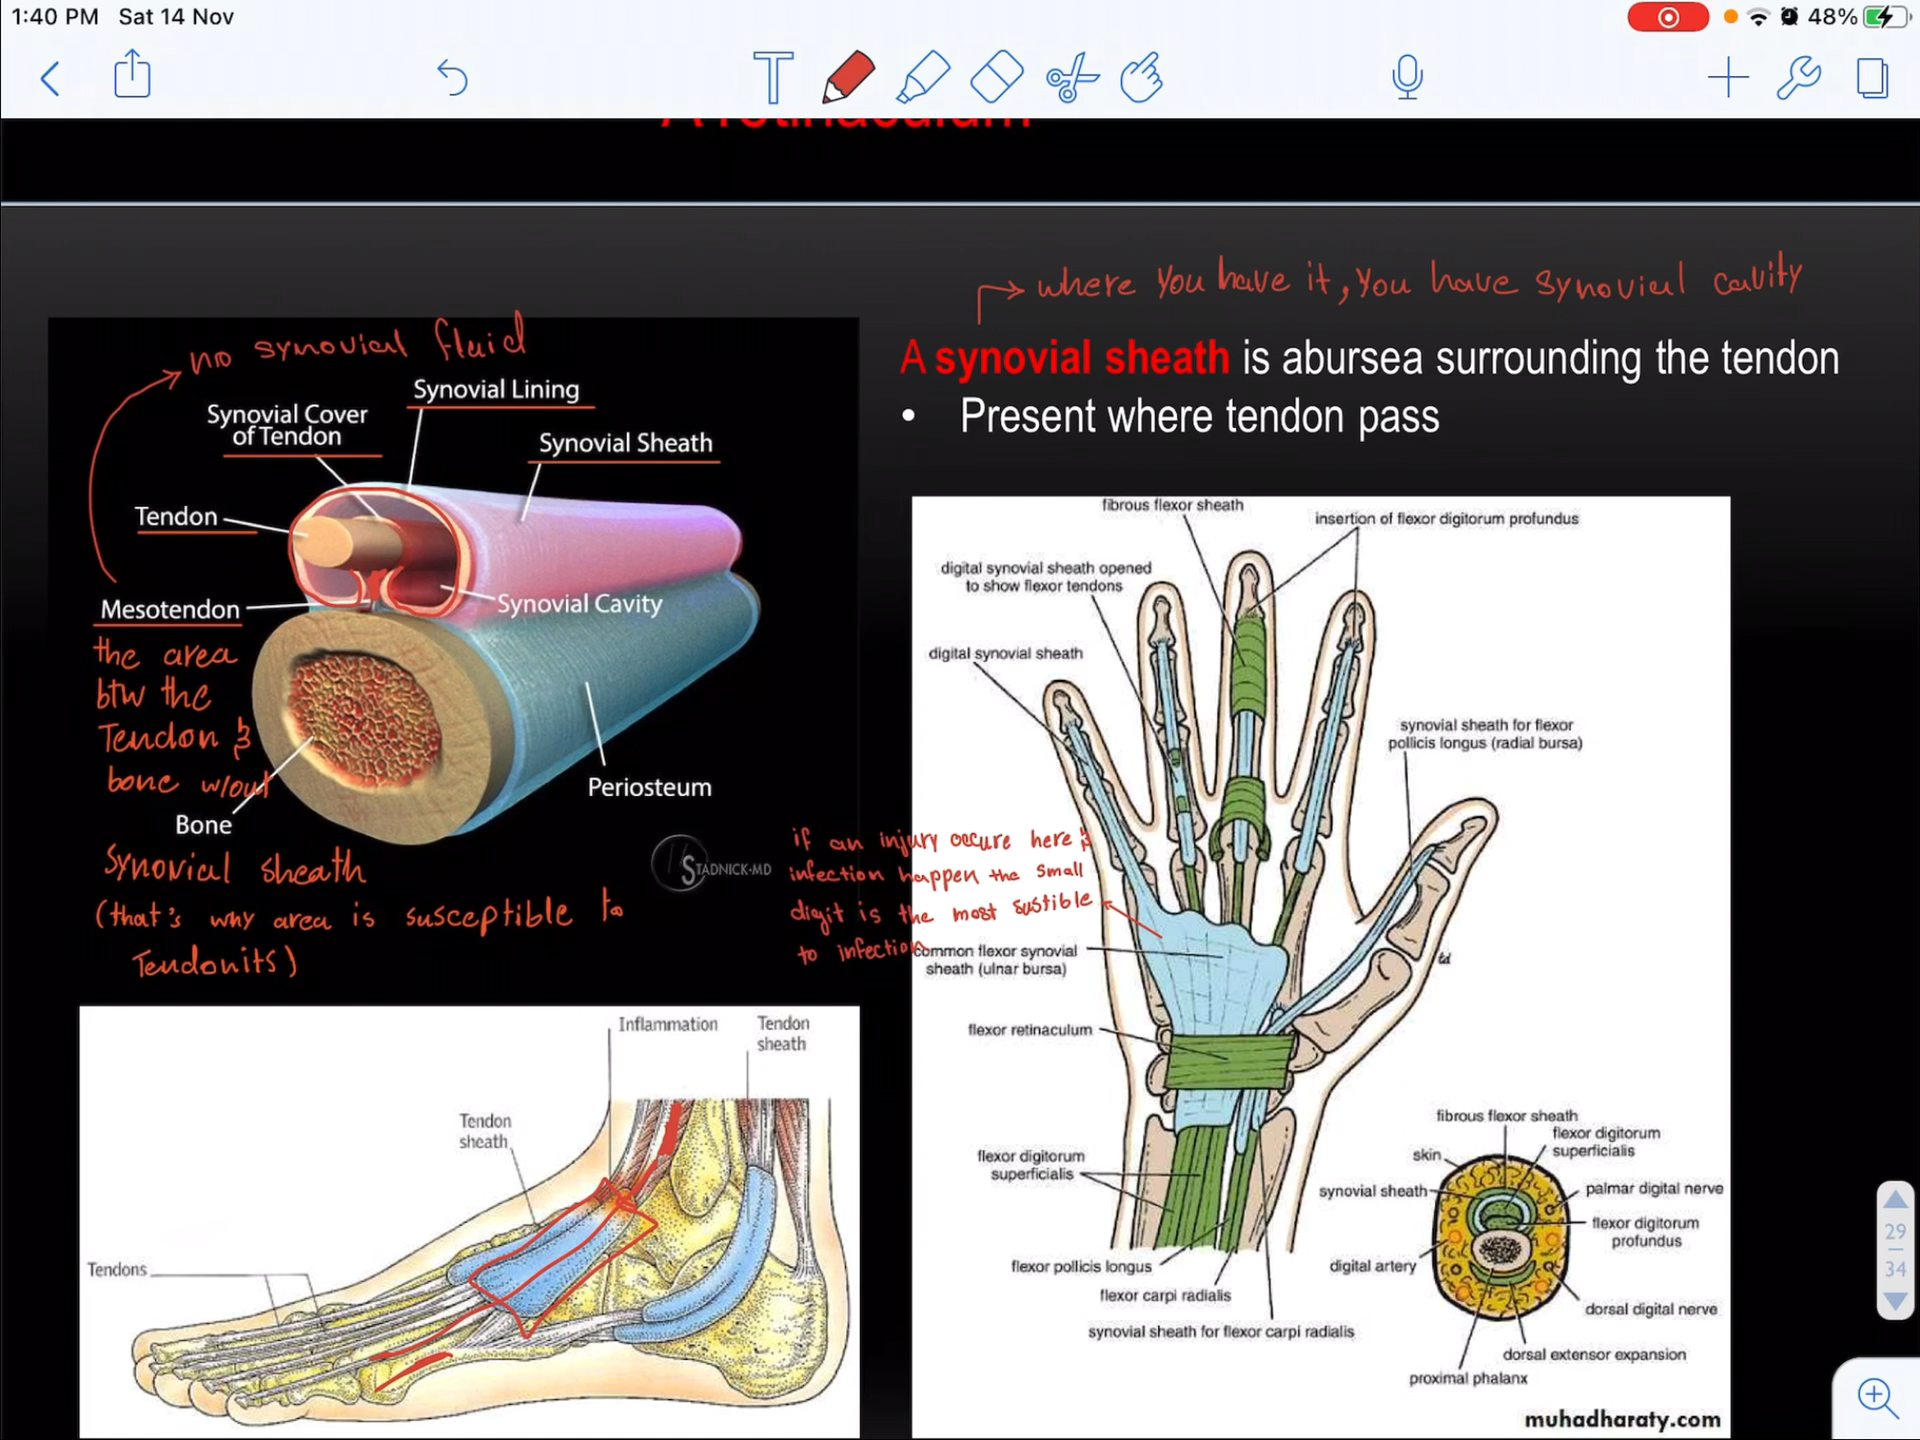 1:40 PM Sat 14 Nov
48%
T
A retinaculum
where you have it, you have synovial cavity
A synovial sheath is abursea surrounding the tendon
• Present where tendon pass
no synovial fluid
Synovial Lining
Synovial Cover
of Tendon
Synovial Sheath
Tendon
Mesotendon
Synovial Cavity
the area
btw the
Tendon &
bone w/out
Bone
Periosteum
Synovial sheath
(that's why area is susceptible to
Tendonits)
STADNICK-MD
if an injury occure here &
infection happen the small
digit is the most sustible
to infection
fibrous flexor sheath
insertion of flexor digitorum profundus
digital synovial sheath opened
to show flexor tendons
digital synovial sheath
synovial sheath for flexor
pollicis longus (radial bursa)
common flexor synovial
sheath (ulnar bursa)
td
flexor retinaculum
flexor digitorum
superficialis
flexor pollicis longus
flexor carpi radialis
synovial sheath for flexor carpi radialis
fibrous flexor sheath
flexor digitorum
superficialis
skin
synovial sheath
palmar digital nerve
flexor digitorum
profundus
digital artery
dorsal digital nerve
dorsal extensor expansion
proximal phalanx
muhadharaty.com
Inflammation
Tendon
sheath
Tendon
sheath
Tendons
29
34